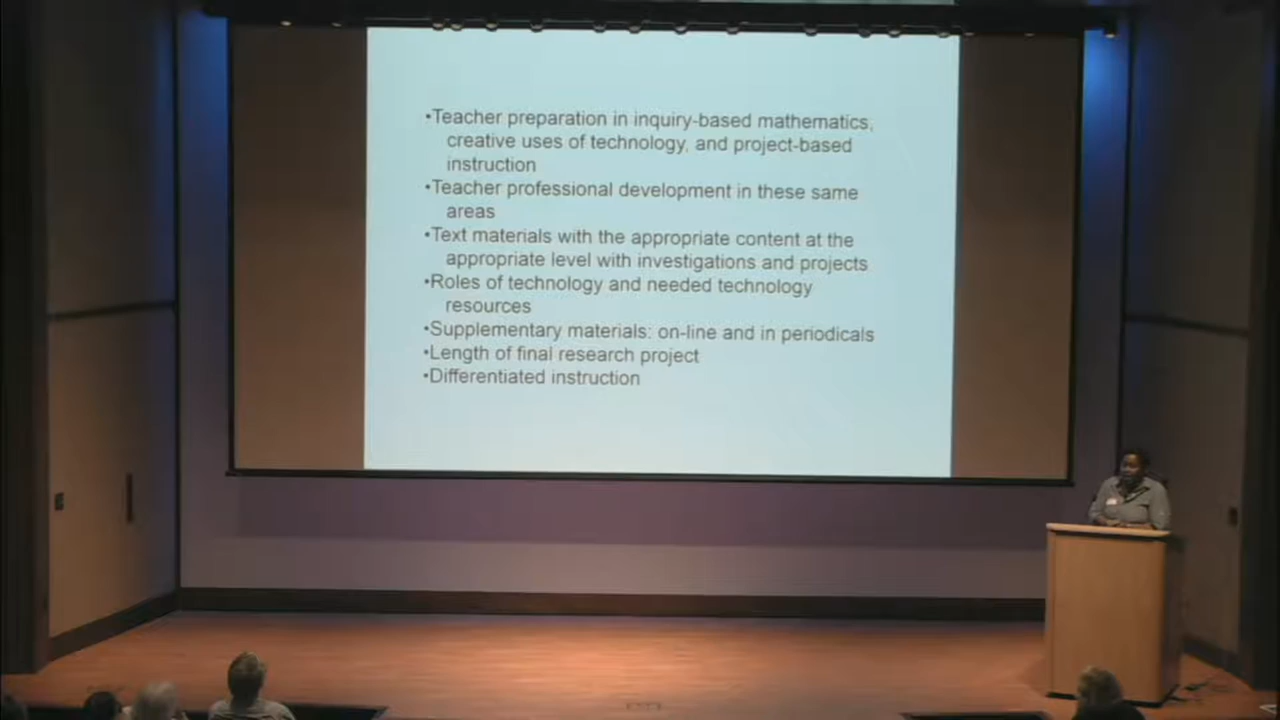 •Teacher preparation in inquiry-based mathematics,
creative uses of technology, and project-based
instruction
•Teacher professional development in these same
areas
•Text materials with the appropriate content at the
appropriate level with investigations and projects
•Roles of technology and needed technology
resources
•Supplementary materials: on-line and in periodicals
•Length of final research project
•Differentiated instruction